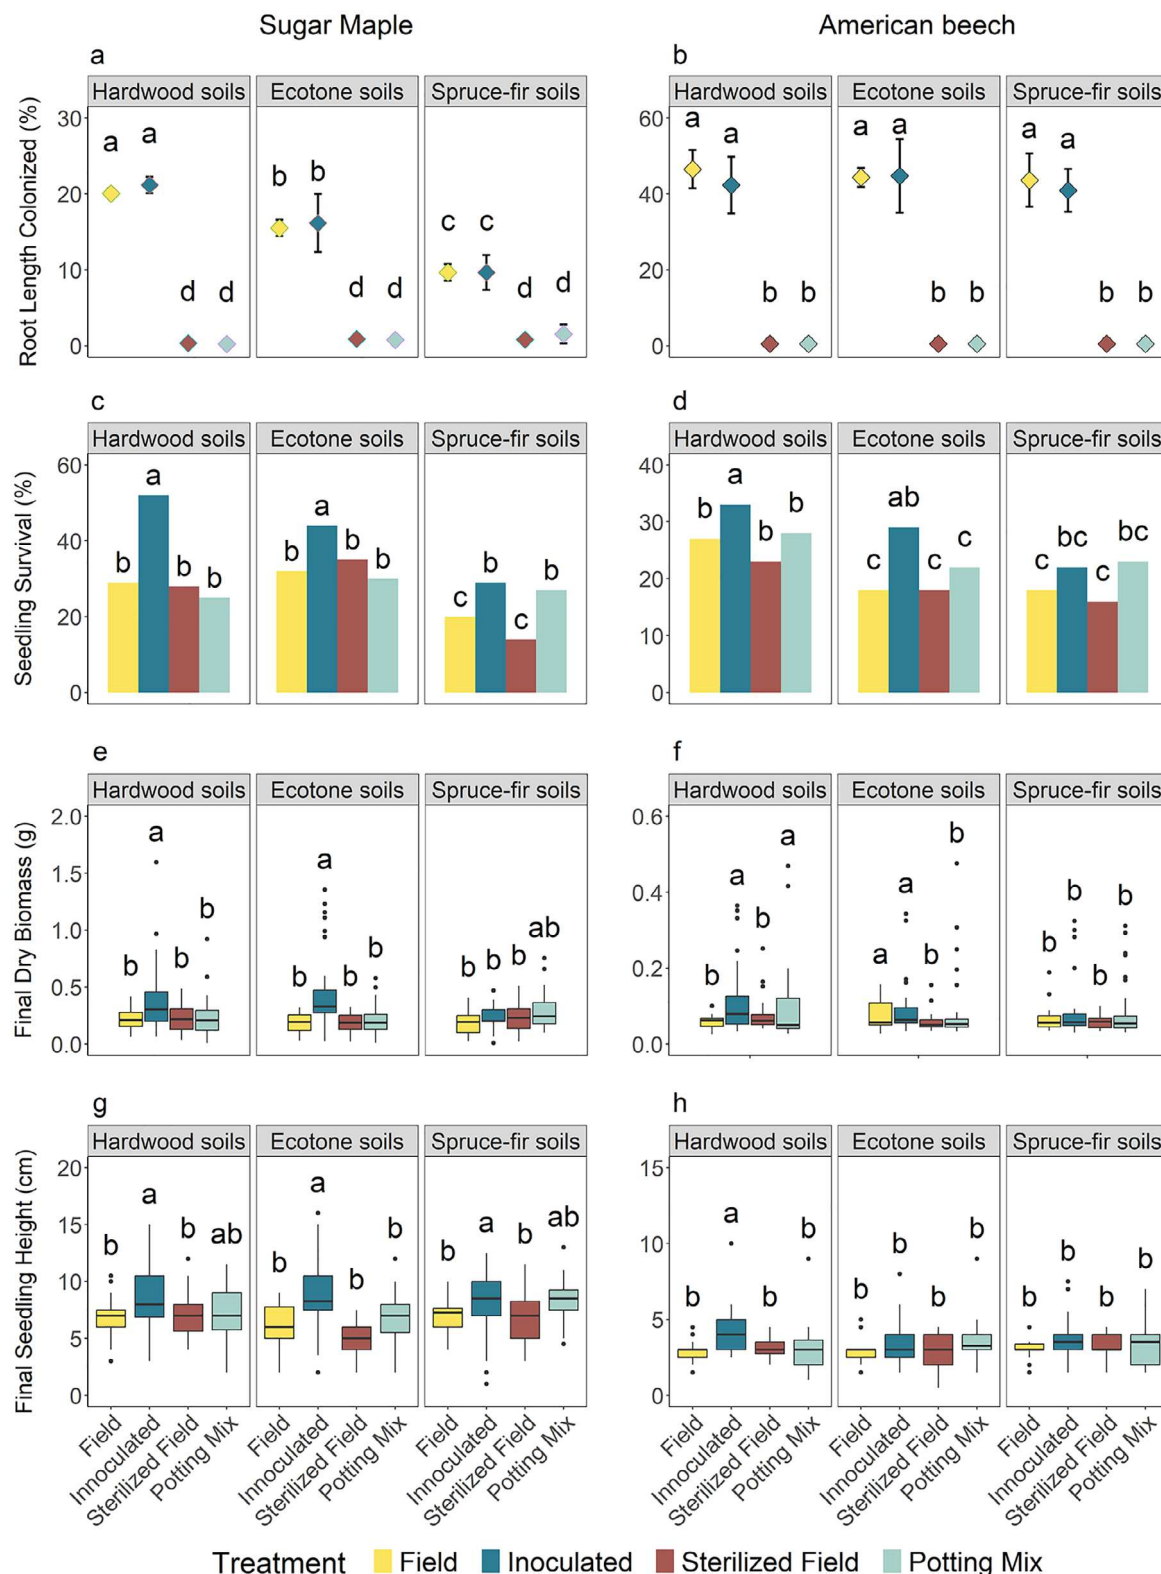 Sugar Maple American beech
a b
Hardwood soils Ecotone soils Spruce-fir soils Hardwood soils Ecotone soils Spruce-fir soils
Root Length Colonized (%)
30
20
10
0
a a d d
b b d d
c c d d
60
40
20
0
a a b b
a a b b
a a b b
c d
Hardwood soils Ecotone soils Spruce-fir soils Hardwood soils Ecotone soils Spruce-fir soils
Seedling Survival (%)
60
40
20
0
b a b b
b a b b
c b c b
40
30
20
10
0
b a b b
c ab c c
c bc c bc
e f
Hardwood soils Ecotone soils Spruce-fir soils Hardwood soils Ecotone soils Spruce-fir soils
Final Dry Biomass (g)
2.0
1.5
1.0
0.5
0.0
b a b b
b a b b
b b b ab
0.6
0.4
0.2
0.0
b a b a
a a b b
b b b b
g h
Hardwood soils Ecotone soils Spruce-fir soils Hardwood soils Ecotone soils Spruce-fir soils
Final Seedling Height (cm)
20
15
10
5
0
b a b ab
b a b b
b a b ab
15
10
5
0
b a b b
b b b b
b b b b
Field Innoculated Sterilized Field Potting Mix
Field Innoculated Sterilized Field Potting Mix
Field Innoculated Sterilized Field Potting Mix
Field Innoculated Sterilized Field Potting Mix
Field Innoculated Sterilized Field Potting Mix
Field Innoculated Sterilized Field Potting Mix
Treatment Field Inoculated Sterilized Field Potting Mix